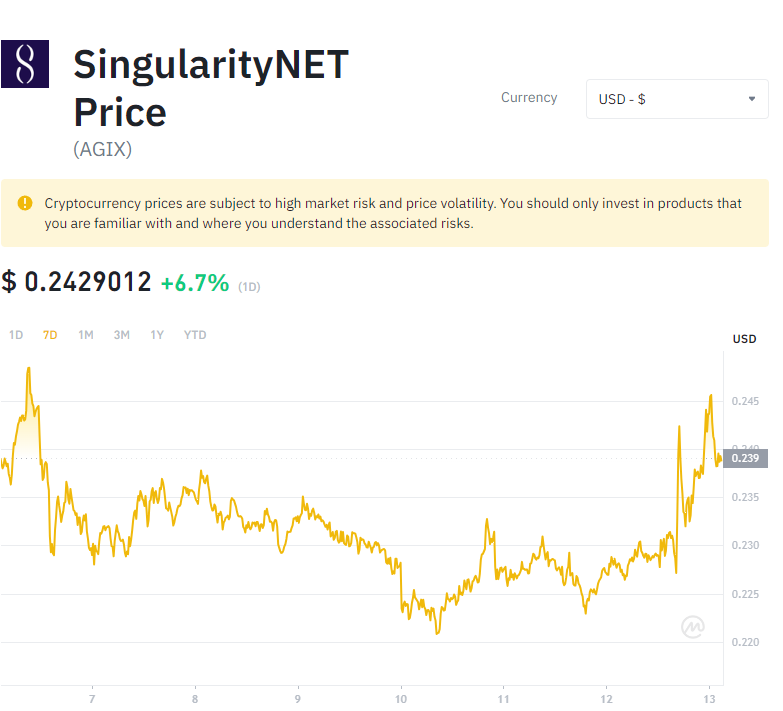 SingularityNET
Price
(AGIX)
Currency
USD - $
Cryptocurrency prices are subject to high market risk and price volatility. You should only invest in products that
you are familiar with and where you understand the associated risks.
$ 0.2429012 +6.7% (1D)
1D 7D 1M 3M 1Y YTD
USD
0.245
0.240
0.239
0.235
0.230
0.225
0.220
7 8 9 10 11 12 13